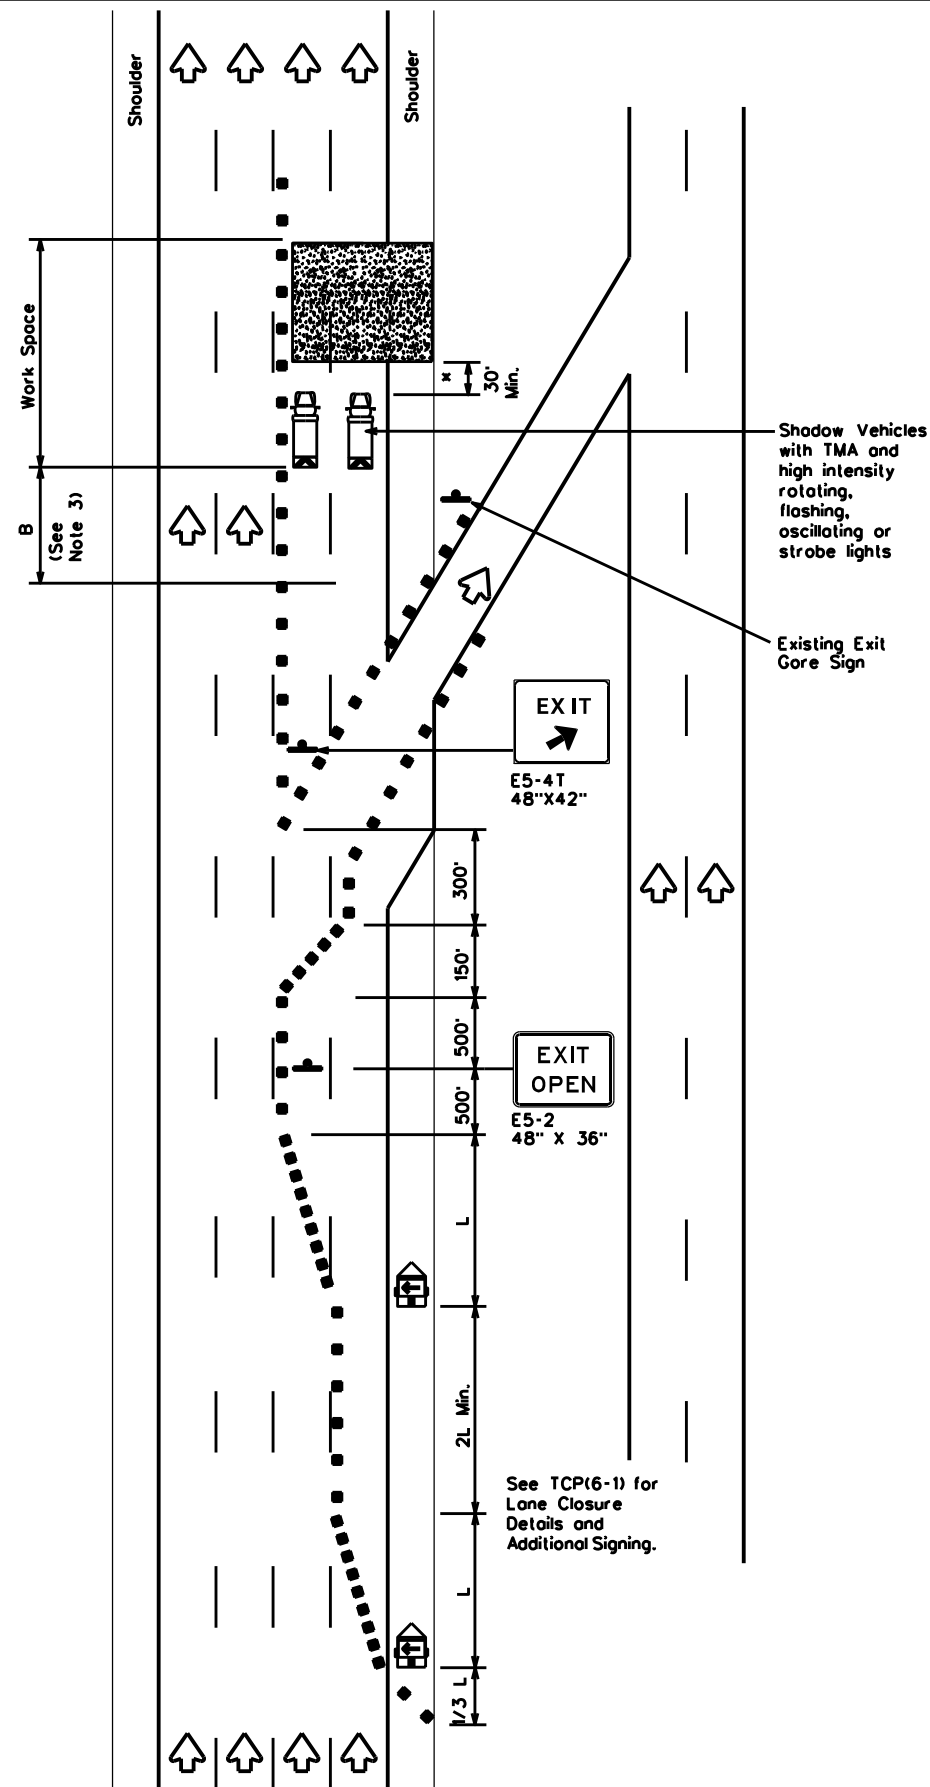 Shoulder
Shoulder
Work Space
x
30'
Min.
Shadow Vehicles
with TMA and
high intensity
rotating,
flashing,
oscillating or
strobe lights
B
(See
Note 3)
Existing Exit
Gore Sign
EXIT
E5-4T
48"X42"
300'
150'
500'
EXIT
OPEN
500'
E5-2
48" X 36"
L
2L Min.
See TCP(6-1) for
Lane Closure
Details and
Additional Signing.
L
1/3 L